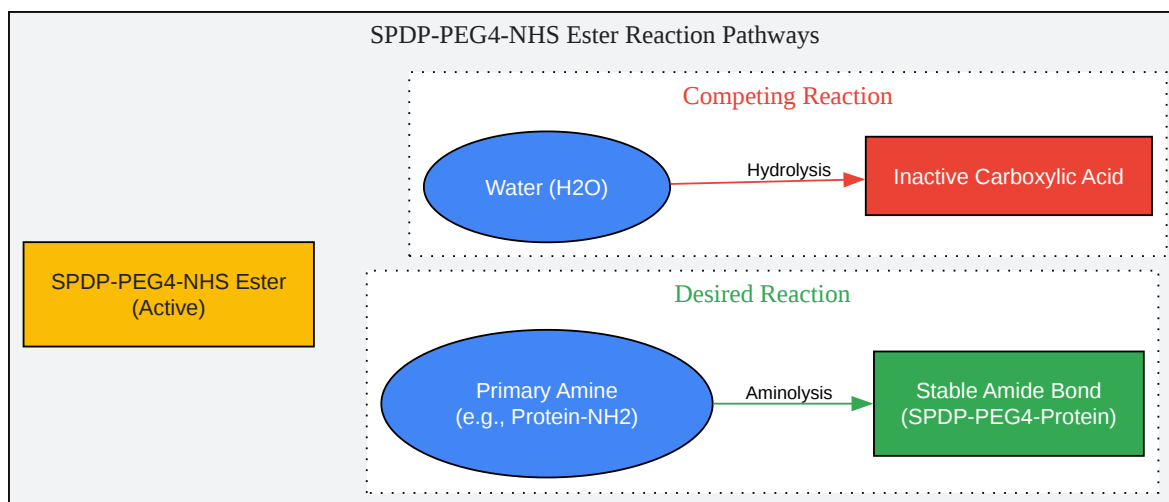 SPDP-PEG4-NHS Ester Reaction Pathways
Competing Reaction
Water (H2O)
Hydrolysis
Inactive Carboxylic Acid
SPDP-PEG4-NHS Ester
(Active)
Desired Reaction
Primary Amine
(e.g., Protein-NH2)
Aminolysis
Stable Amide Bond
(SPDP-PEG4-Protein)